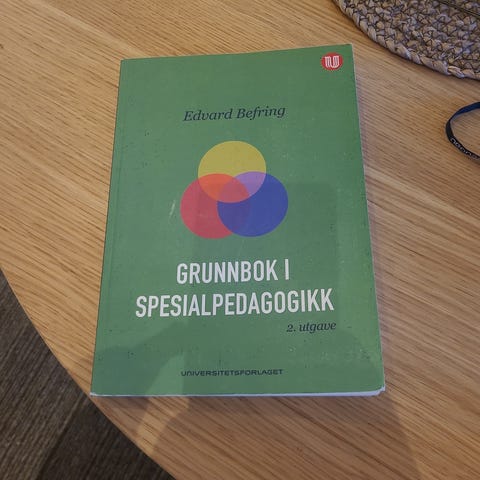 Edvard Befring
GRUNNBOK I
SPESIALPEDAGOGIKK
2. utgave
UNIVERSITETSFORLAGET